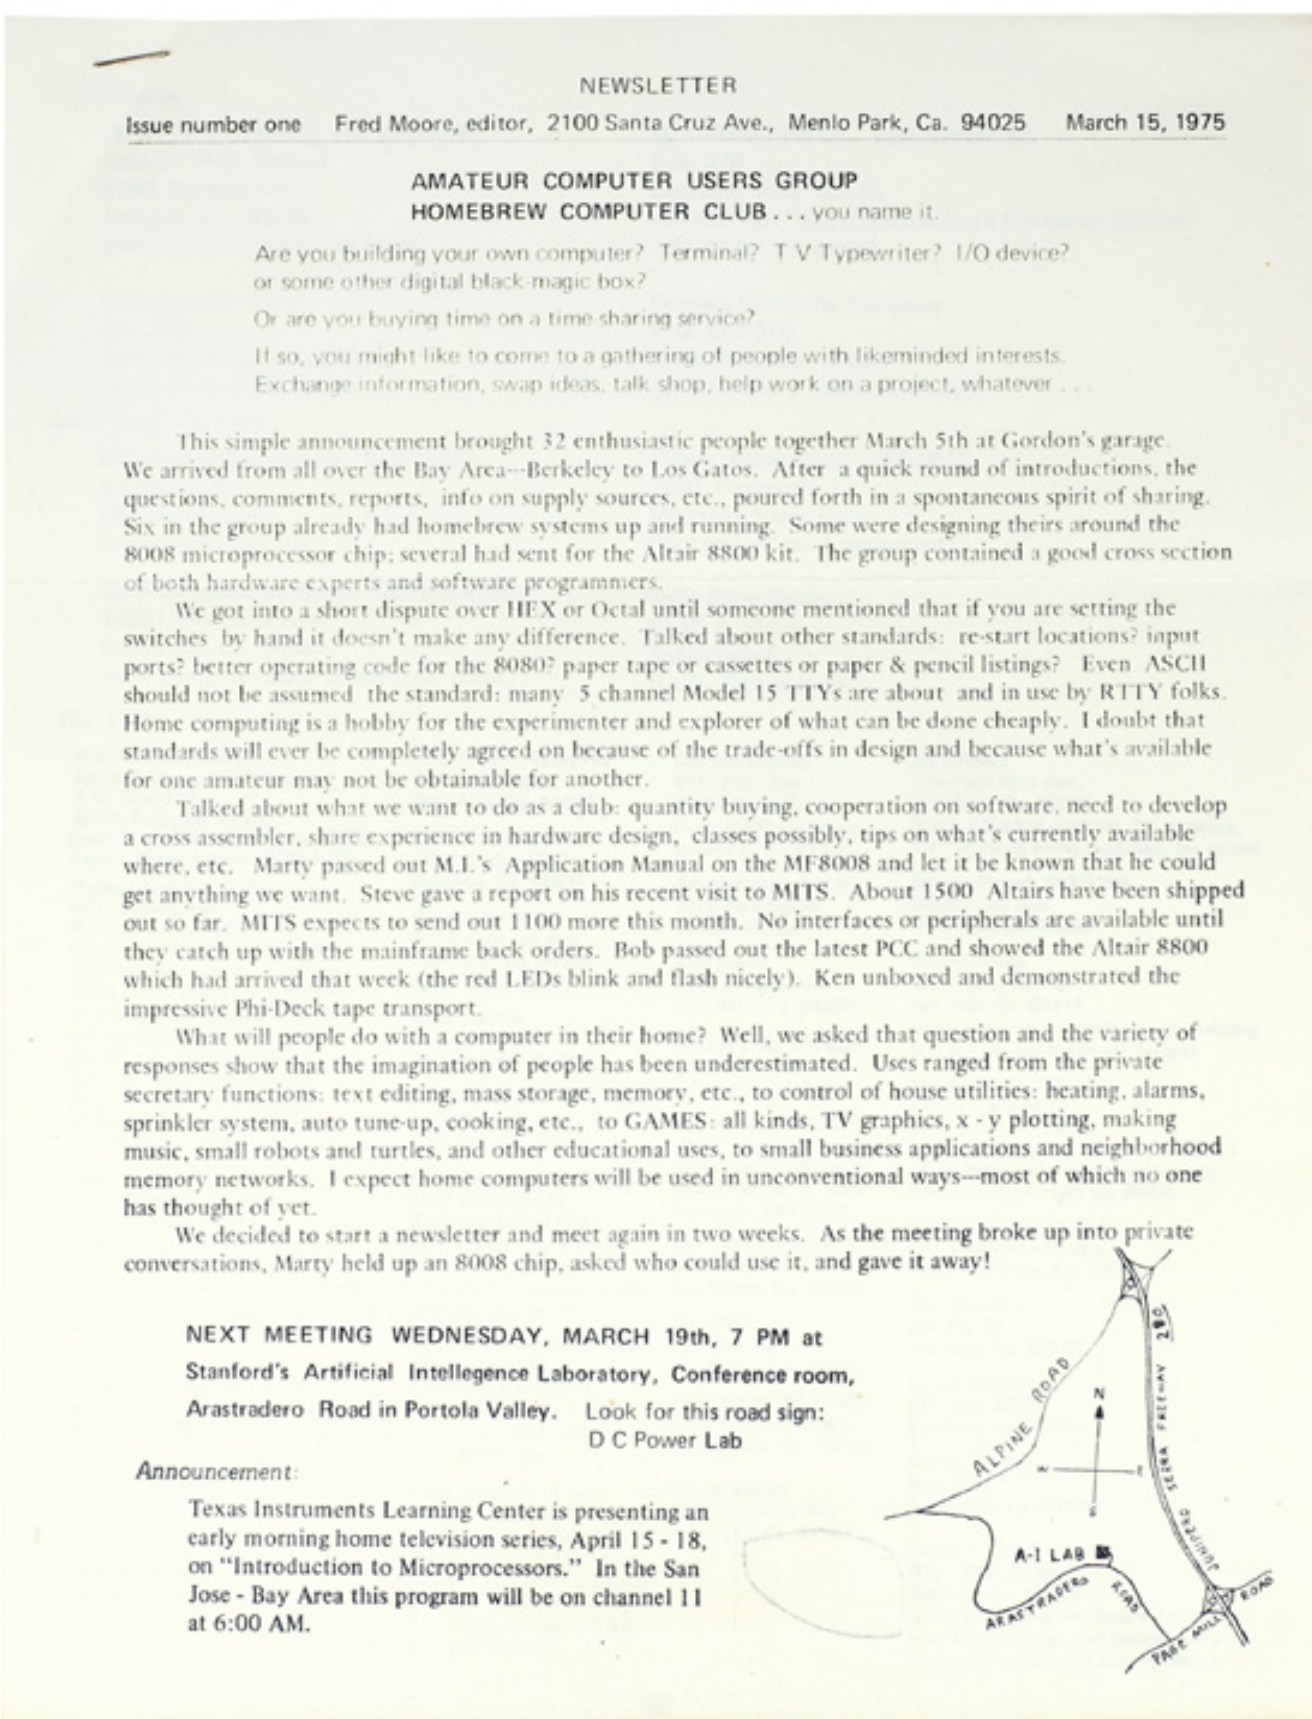 NEWSLETTER
Issue number one Fred Moore, editor, 2100 Santa Cruz Ave., Menlo Park, Ca. 94025 March 15, 1975
AMATEUR COMPUTER USERS GROUP
HOMEBREW COMPUTER CLUB . . . you name it.
Are you building your own computer? Terminal? T V Typewriter? I/O device?
or some other digital black-magic box?
Or are you buying time on a time-sharing service?
If so, you might like to come to a gathering of people with likeminded interests.
Exchange information, swap ideas, talk shop, help work on a project, whatever . . .
This simple announcement brought 32 enthusiastic people together March 5th at Gordon's garage.
We arrived from all over the Bay Area—Berkeley to Los Gatos. After a quick round of introductions, the
questions, comments, reports, info on supply sources, etc., poured forth in a spontaneous spirit of sharing.
Six in the group already had homebrew systems up and running. Some were designing theirs around the
8008 microprocessor chip; several had sent for the Altair 8800 kit. The group contained a good cross section
of both hardware experts and software programmers.
We got into a short dispute over HEX or Octal until someone mentioned that if you are setting the
switches by hand it doesn't make any difference. Talked about other standards: re-start locations? input
ports? better operating code for the 8080? paper tape or cassettes or paper & pencil listings? Even ASCII
should not be assumed the standard: many 5 channel Model 15 TTYs are about and in use by RTTY folks.
Home computing is a hobby for the experimenter and explorer of what can be done cheaply. I doubt that
standards will ever be completely agreed on because of the trade-offs in design and because what's available
for one amateur may not be obtainable for another.
Talked about what we want to do as a club: quantity buying, cooperation on software, need to develop
a cross assembler, share experience in hardware design, classes possibly, tips on what's currently available
where, etc. Marty passed out M.I.'s Application Manual on the MF8008 and let it be known that he could
get anything we want. Steve gave a report on his recent visit to MITS. About 1500 Altairs have been shipped
out so far. MITS expects to send out 1100 more this month. No interfaces or peripherals are available until
they catch up with the mainframe back orders. Bob passed out the latest PCC and showed the Altair 8800
which had arrived that week (the red LEDs blink and flash nicely). Ken unboxed and demonstrated the
impressive Phi-Deck tape transport.
What will people do with a computer in their home? Well, we asked that question and the variety of
responses show that the imagination of people has been underestimated. Uses ranged from the private
secretary functions: text editing, mass storage, memory, etc., to control of house utilities: heating, alarms,
sprinkler system, auto tune-up, cooking, etc., to GAMES: all kinds, TV graphics, x - y plotting, making
music, small robots and turtles, and other educational uses, to small business applications and neighborhood
memory networks. I expect home computers will be used in unconventional ways—most of which no one
has thought of yet.
We decided to start a newsletter and meet again in two weeks. As the meeting broke up into private
conversations, Marty held up an 8008 chip, asked who could use it, and gave it away!
NEXT MEETING WEDNESDAY, MARCH 19th, 7 PM at
Stanford's Artificial Intellegence Laboratory, Conference room,
Arastradero Road in Portola Valley. Look for this road sign:
D C Power Lab
Announcement:
Texas Instruments Learning Center is presenting an
early morning home television series, April 15 - 18,
on "Introduction to Microprocessors." In the San
Jose - Bay Area this program will be on channel 11
at 6:00 AM.
ALPINE ROAD
JUNIPERO SERRA FREEWAY 280
N
W E
S
A-I LAB
ARASTRADERO ROAD
PAGE MILL ROAD